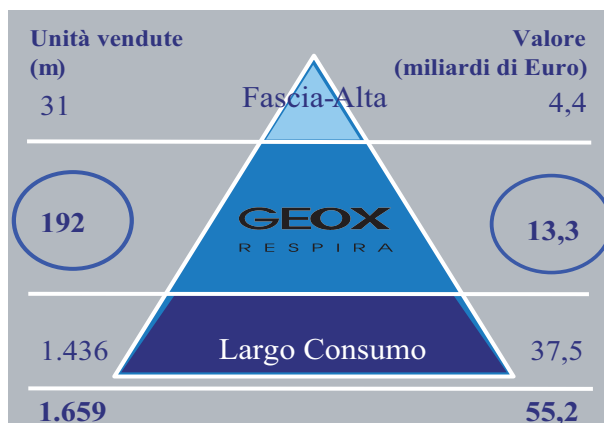 Unità vendute
(m)
Valore
(miliardi di Euro)
31
Fascia-Alta
4,4
192
GEOX
RESPIRA
13,3
1.436
Largo Consumo
37,5
1.659
55,2